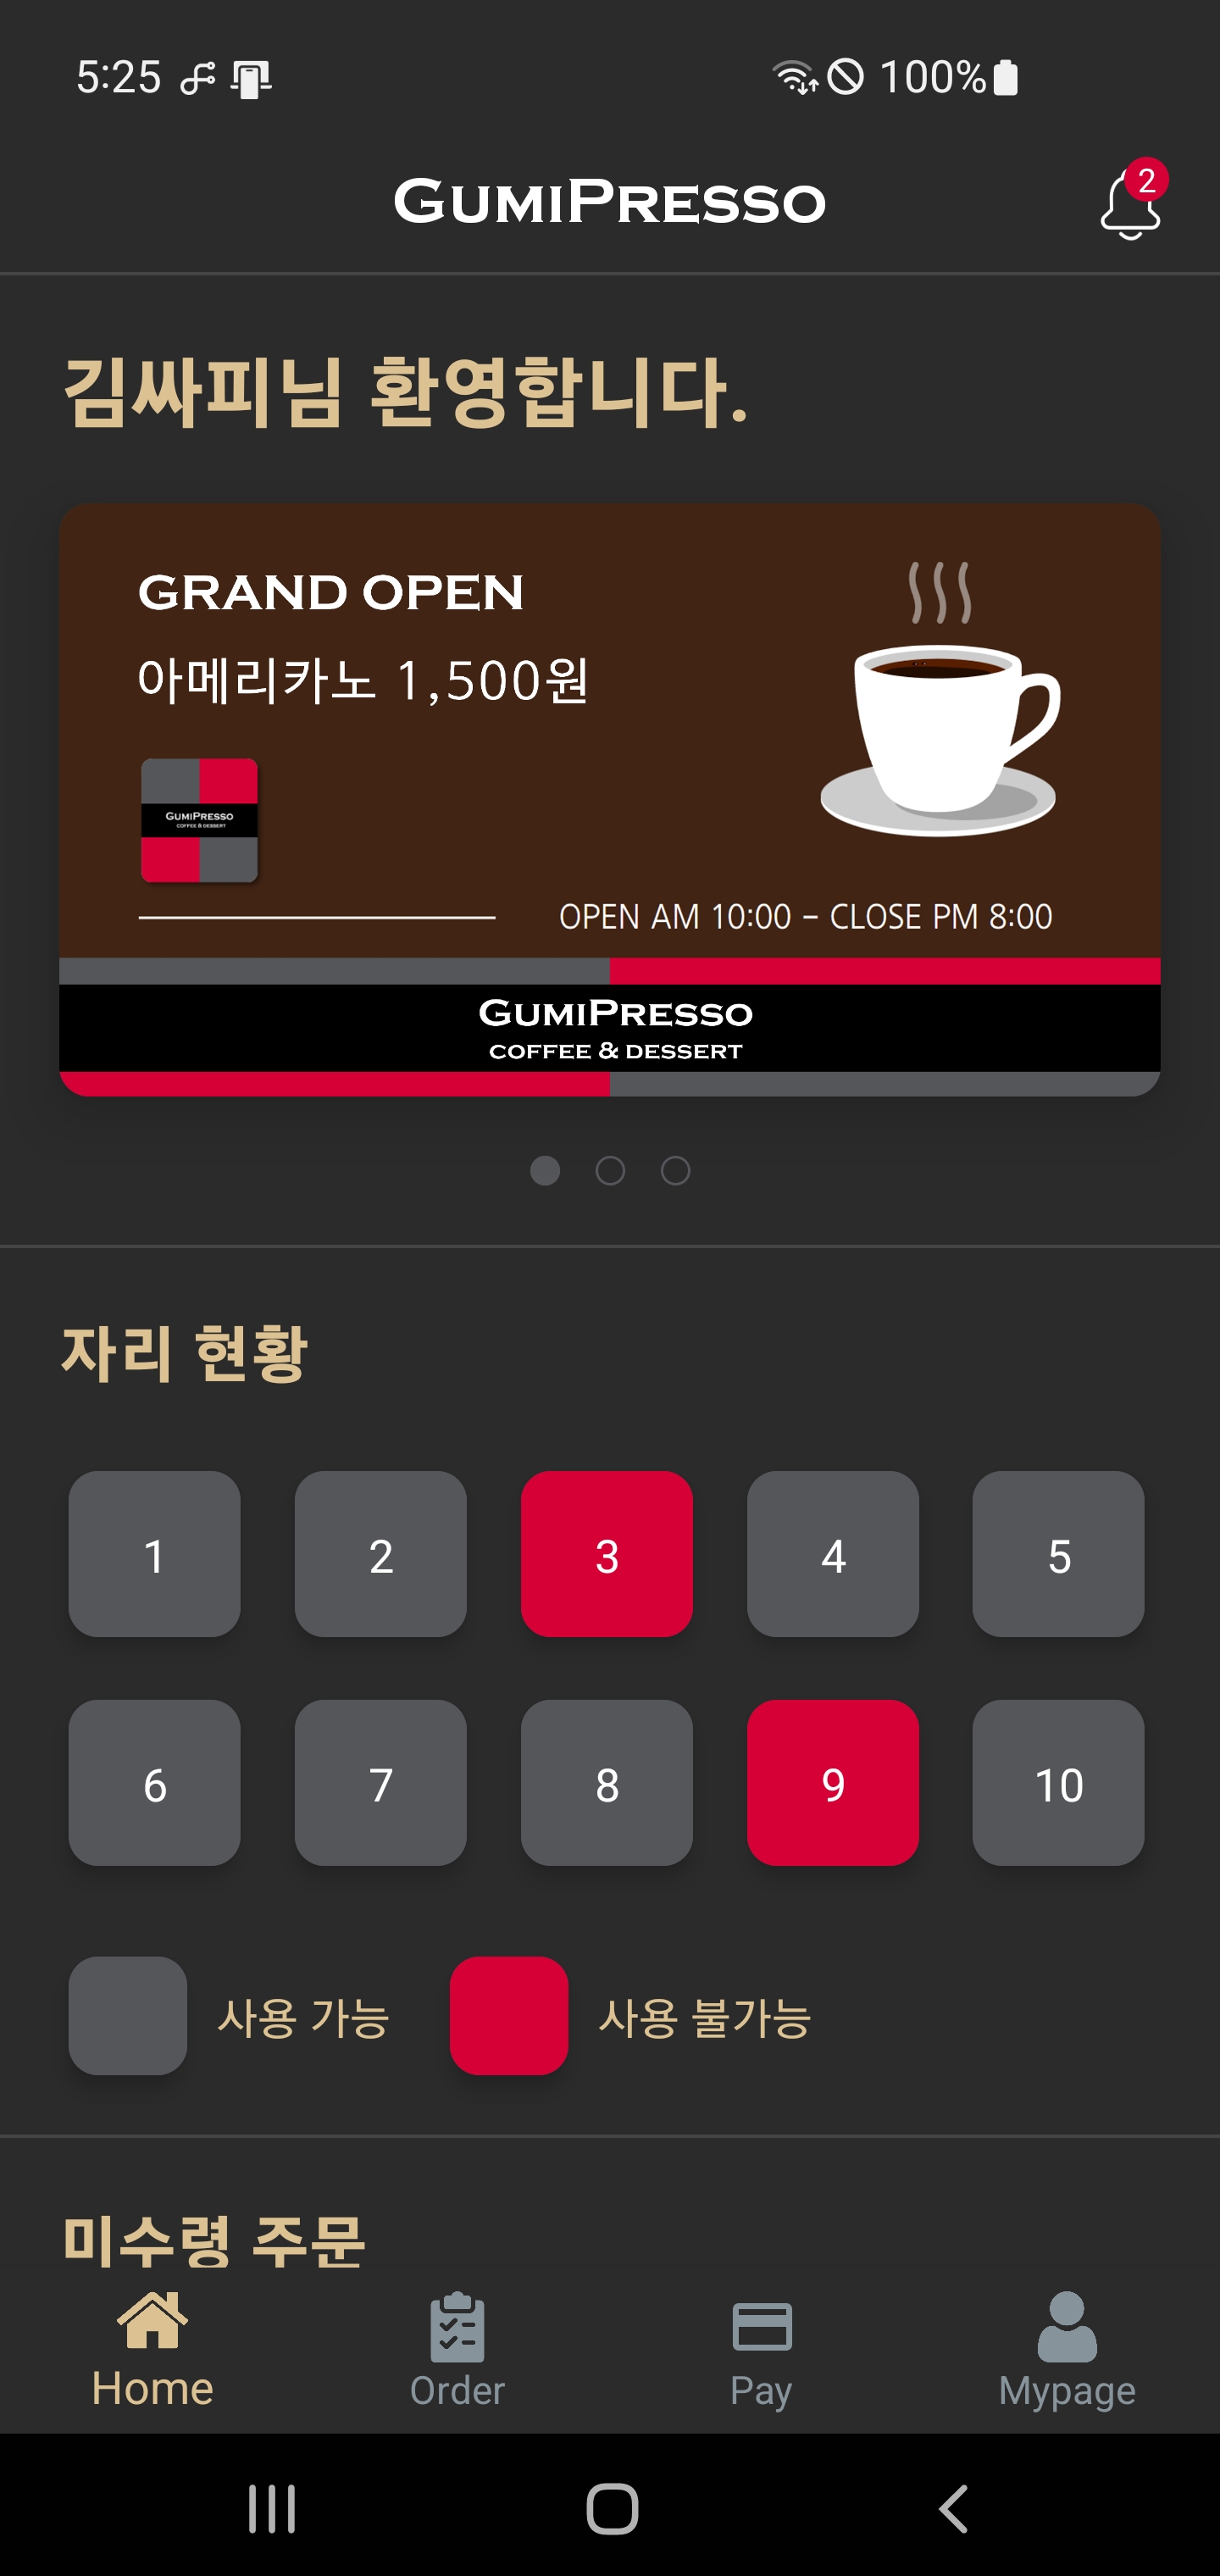 5:25
100%
GUMIPRESSO
2
김싸피님 환영합니다.
GRAND OPEN
아메리카노 1,500원
GUMIPRESSO
COFFEE & DESSERT
OPEN AM 10:00 – CLOSE PM 8:00
GUMIPRESSO
COFFEE & DESSERT
자리 현황
1 2 3 4 5
6 7 8 9 10
사용 가능 사용 불가능
미수령 주문
Home Order Pay Mypage